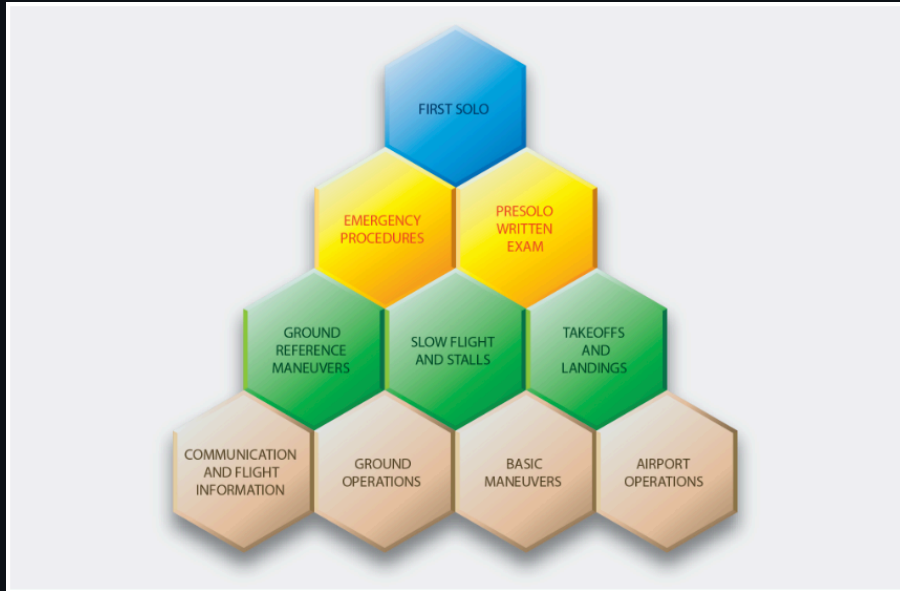 FIRST SOLO
EMERGENCY
PROCEDURES
PRESOLO
WRITTEN
EXAM
GROUND
REFERENCE
MANEUVERS
SLOW FLIGHT
AND STALLS
TAKEOFFS
AND
LANDINGS
COMMUNICATION
AND FLIGHT
INFORMATION
GROUND
OPERATIONS
BASIC
MANEUVERS
AIRPORT
OPERATIONS